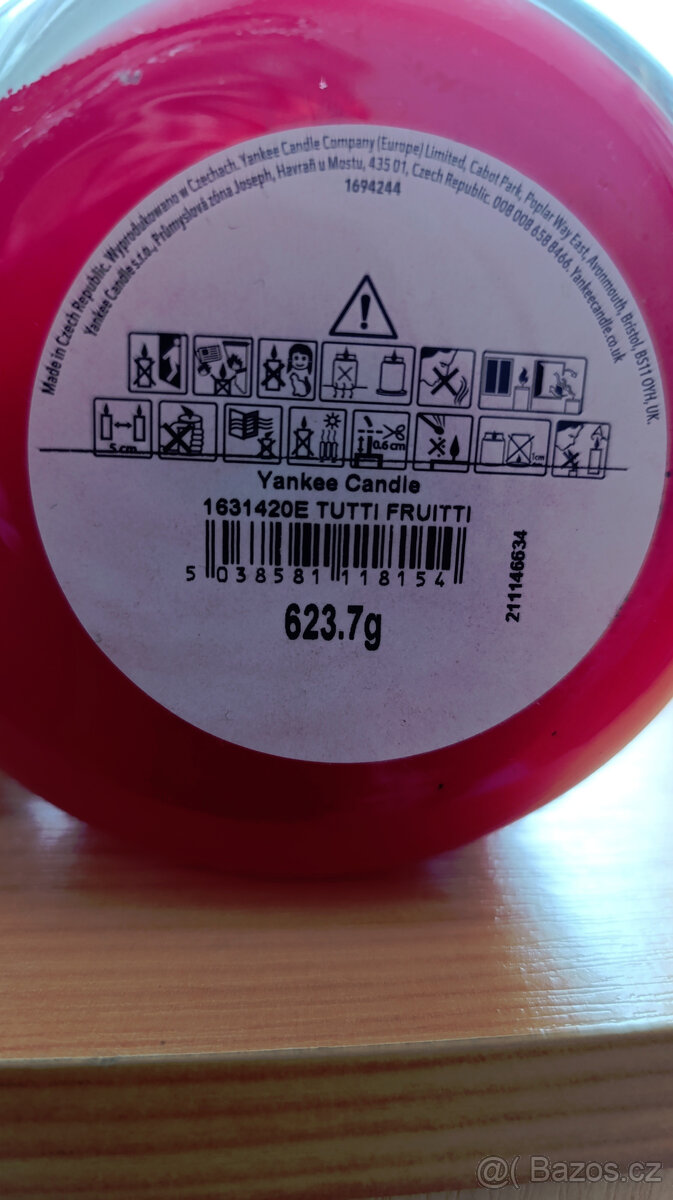 Made in Czech Republic. Wyprodukowano w Czechach. Yankee Candle Company (Europe) Limited, Cabot Park, Poplar Way East, Avonmouth, Bristol, BS11 0YH, UK.
Yankee Candle s.r.o., Průmyslová zóna Joseph, Havraň u Mostu, 435 01, Czech Republic. 008 008 658 8466. Yankeecandle.co.uk
1694244
5 cm
0.6cm
1cm
Yankee Candle
1631420E TUTTI FRUITTI
5 038581 118154
211146634
623.7g
@( Bazos.cz